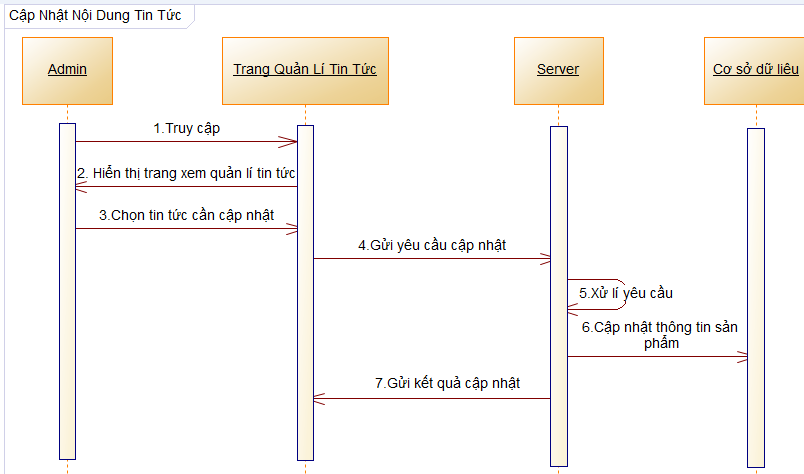 Cập Nhật Nội Dung Tin Tức
Admin
Trang Quản Lí Tin Tức
Server
Cơ sở dữ liêu
1.Truy cập
2. Hiển thị trang xem quản lí tin tức
3.Chọn tin tức cần cập nhật
4.Gửi yêu cầu cập nhật
5.Xử lí yêu cầu
6.Cập nhật thông tin sản
phẩm
7.Gửi kết quả cập nhật